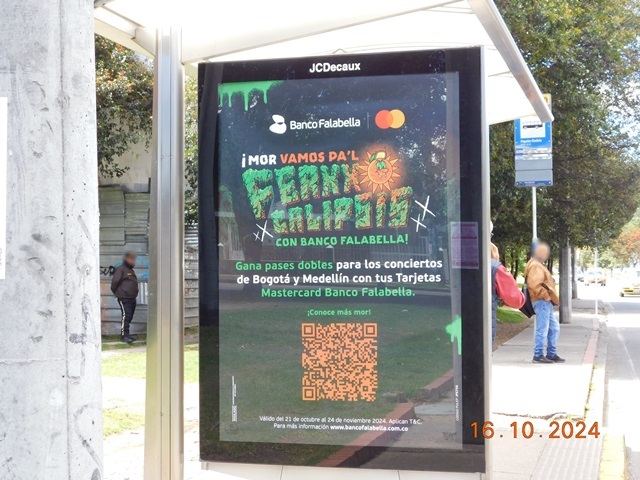 JCDecaux
Banco Falabella
¡MOR VAMOS PA'L
FERXXO
CALIPSIS
CON BANCO FALABELLA!
Gana pases dobles para los conciertos
de Bogotá y Medellín con tus Tarjetas
Mastercard Banco Falabella.
¡Conoce más mor!
Válido del 21 de octubre al 24 de noviembre 2024. Aplican T&C.
Para más información www.bancofalabella.com.co
16.10.2024